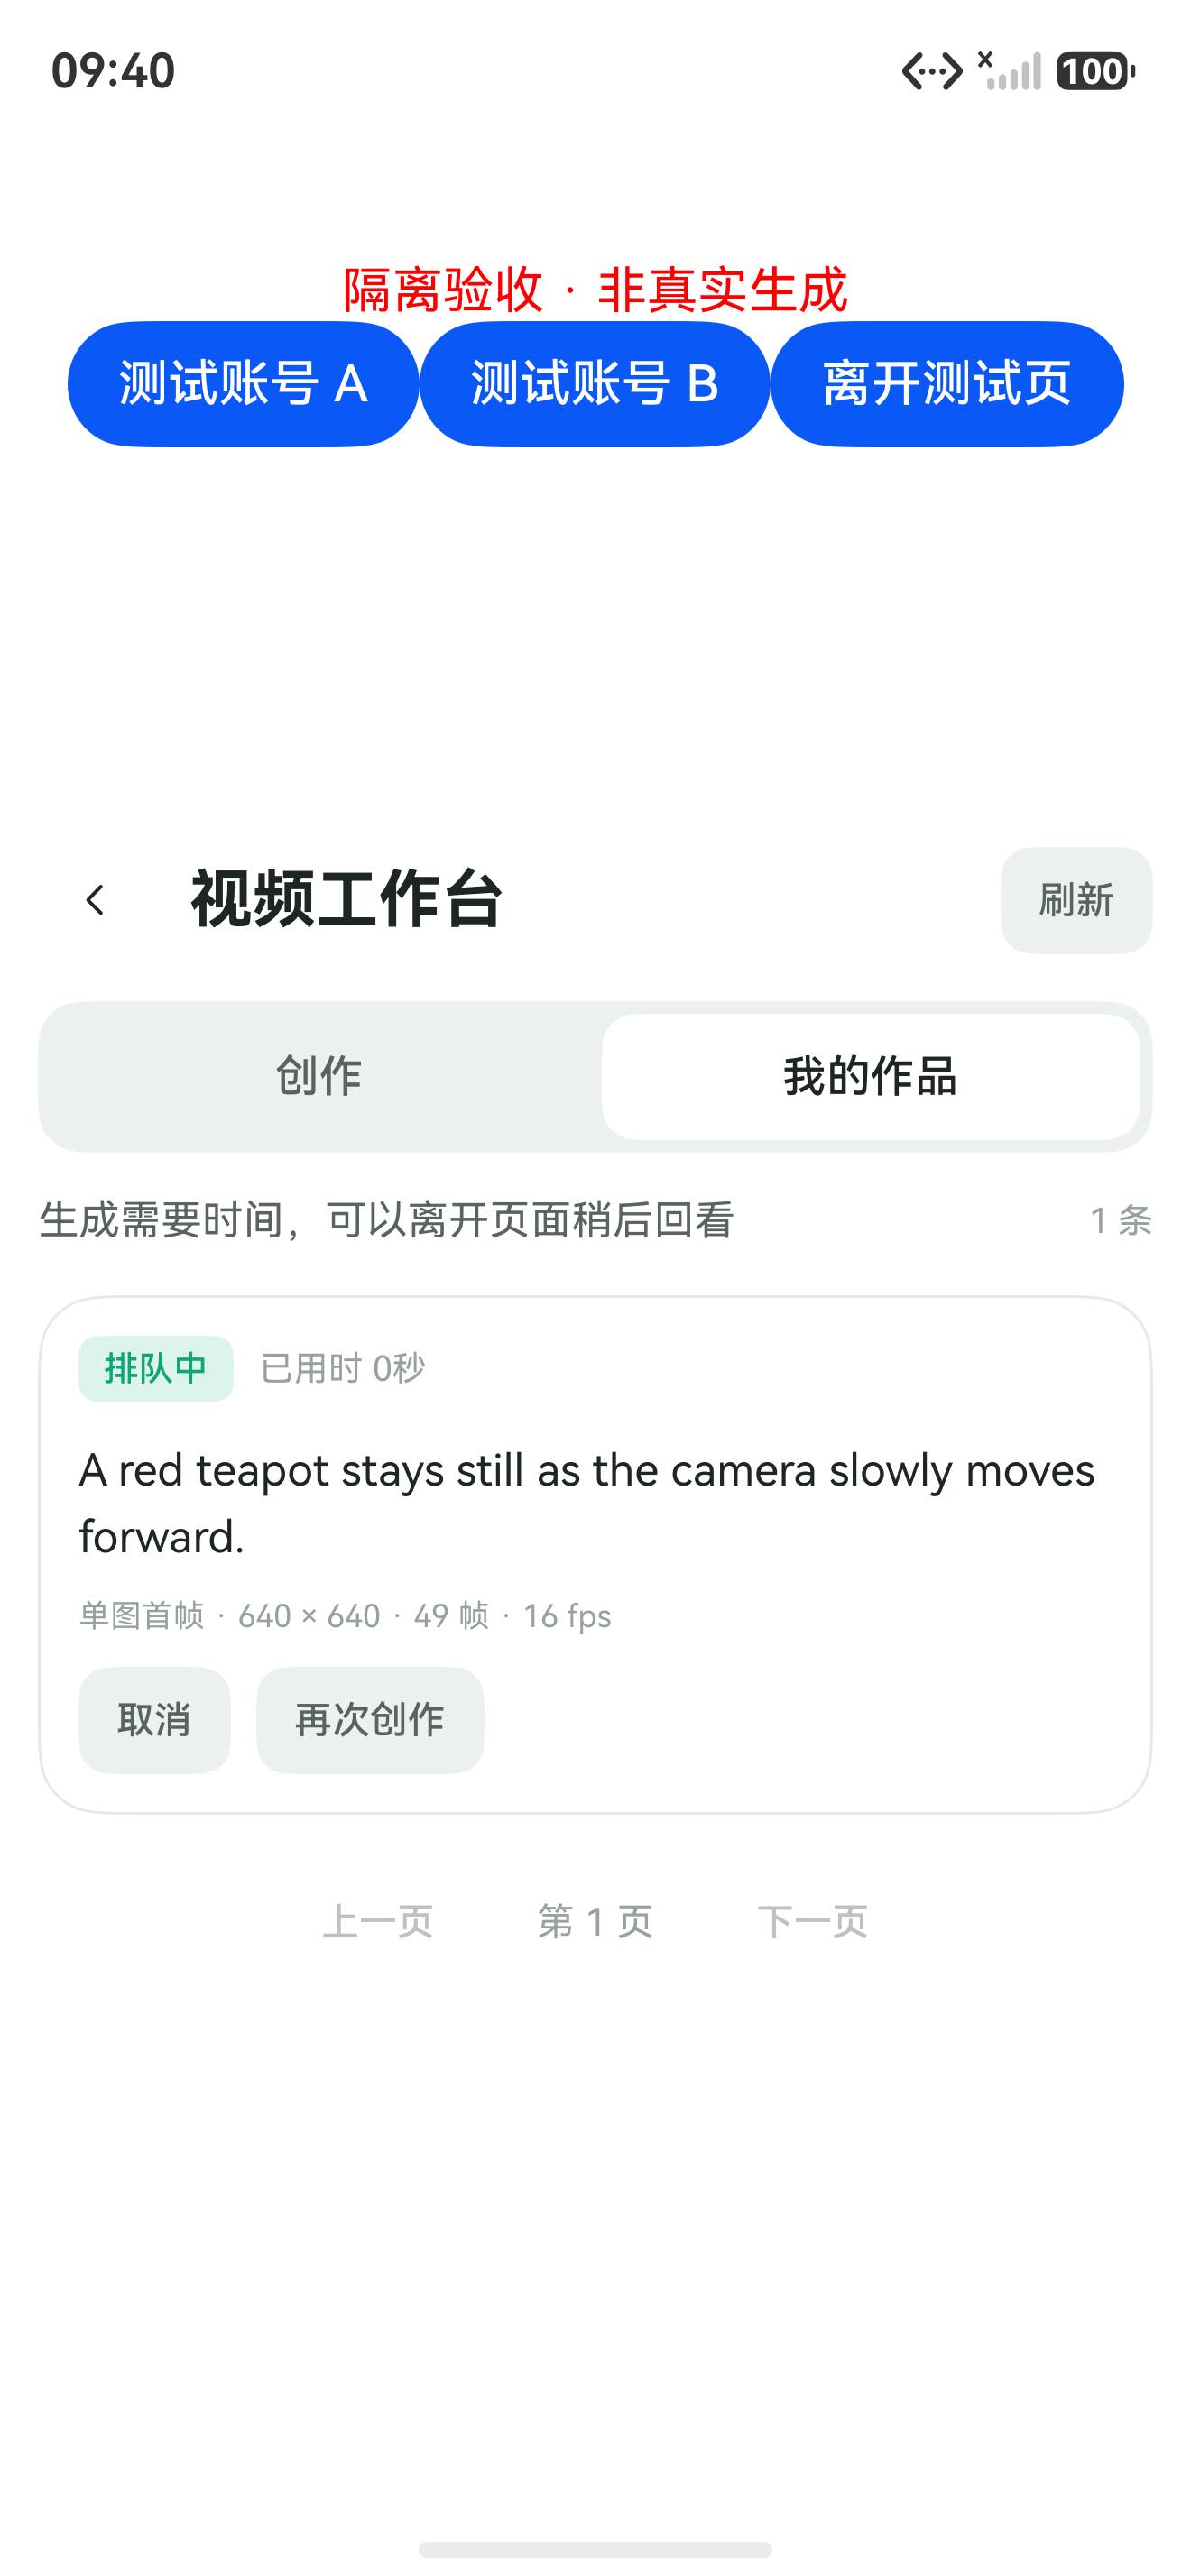 09:40
100
隔离验收 · 非真实生成
测试账号 A
测试账号 B
离开测试页
视频工作台
刷新
创作
我的作品
生成需要时间，可以离开页面稍后回看
1 条
排队中
已用时 0秒
A red teapot stays still as the camera slowly moves
forward.
单图首帧 · 640 × 640 · 49 帧 · 16 fps
取消
再次创作
上一页
第 1 页
下一页